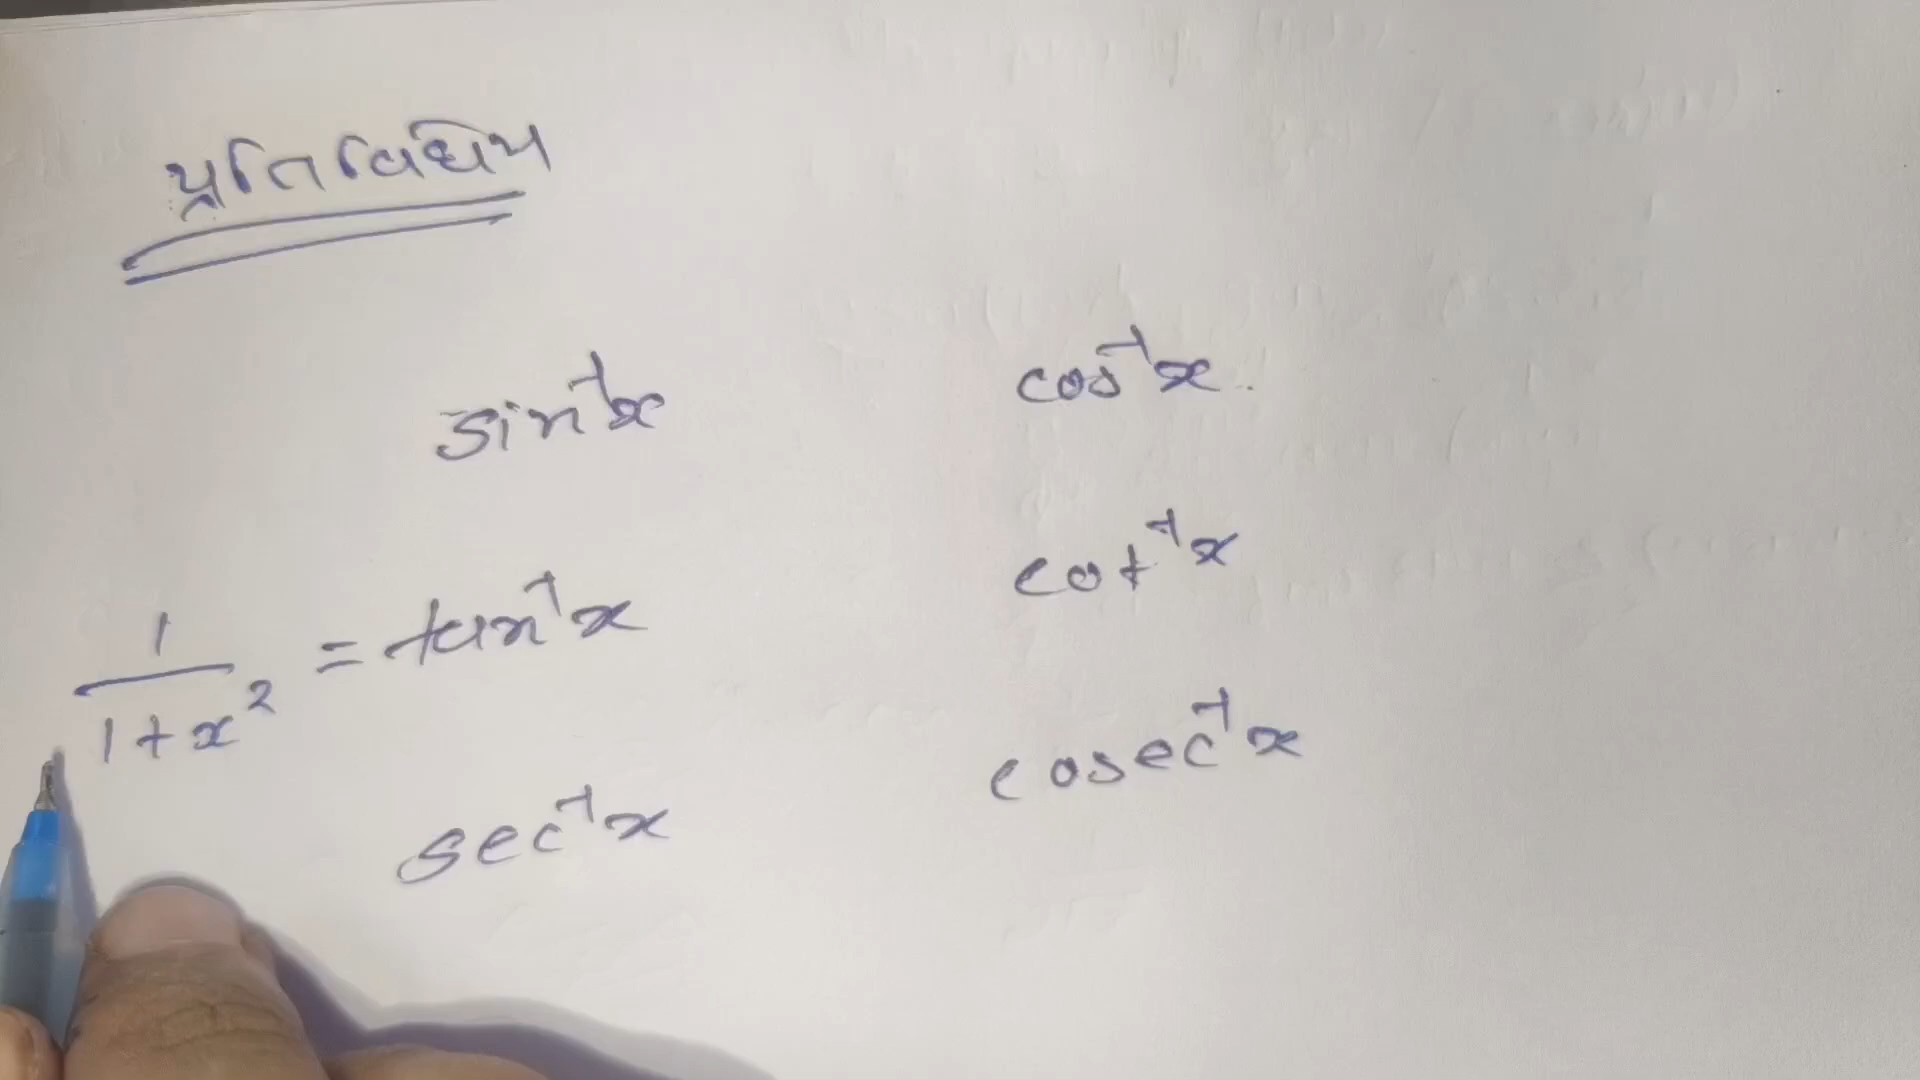 પ્રતિવિધેય
sin⁻¹x cos⁻¹x
1/(1+x²) = tan⁻¹x cot⁻¹x
sec⁻¹x cosec⁻¹x